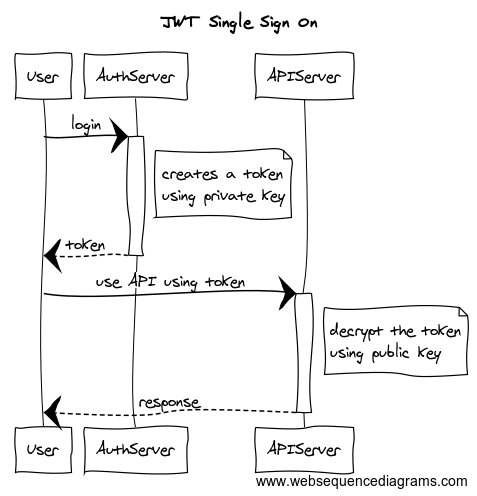 JWT Single Sign On
User
AuthServer
APIServer
login
creates a token
using private key
token
use API using token
decrypt the token
using public key
response
User
AuthServer
APIServer
www.websequencediagrams.com